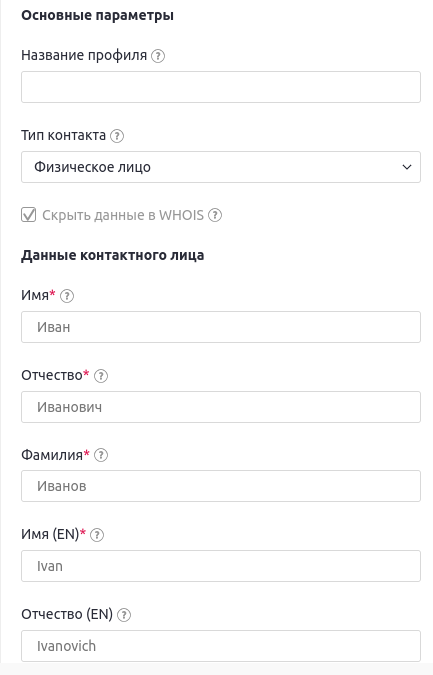 Основные параметры
Название профиля ?
Тип контакта ?
Физическое лицо
Скрыть данные в WHOIS ?
Данные контактного лица
Имя* ?
Иван
Отчество* ?
Иванович
Фамилия* ?
Иванов
Имя (EN)* ?
Ivan
Отчество (EN) ?
Ivanovich